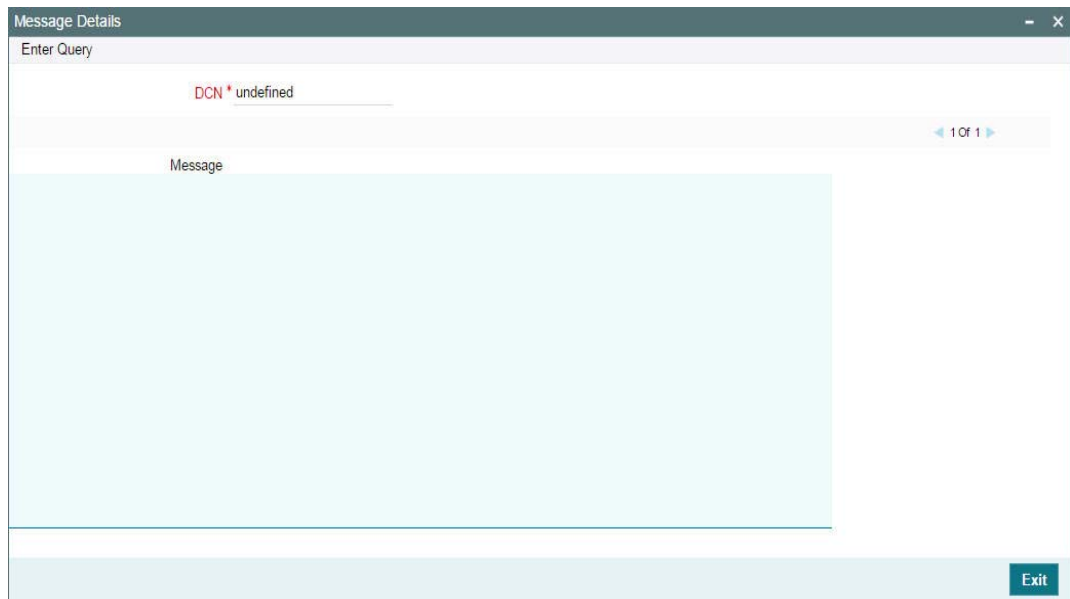 Message Details
Enter Query
DCN * undefined
1 Of 1
Message
Exit